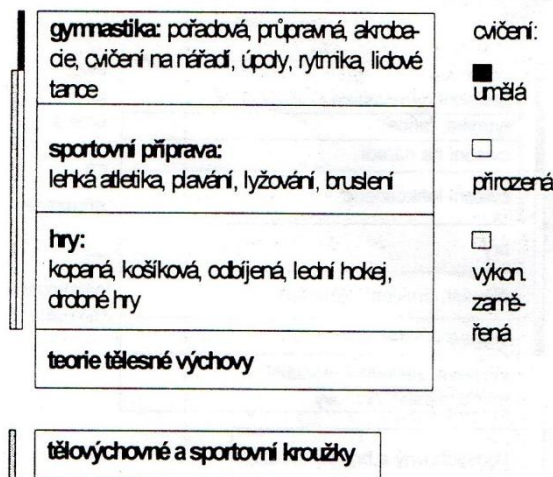 gymnastika: pořadová, průpravná, akroba-
cie, cvičení na nářadí, úpoly, rytmika, lidové
tance
sportovní příprava:
lehká atletika, plavání, lyžování, bruslení
hry:
kopaná, košíková, odbíjená, lední hokej,
drobné hry
teorie tělesné výchovy
tělovýchovné a sportovní kroužky
cvičení:
umělá
přirozená
výkon.
zamě-
řená